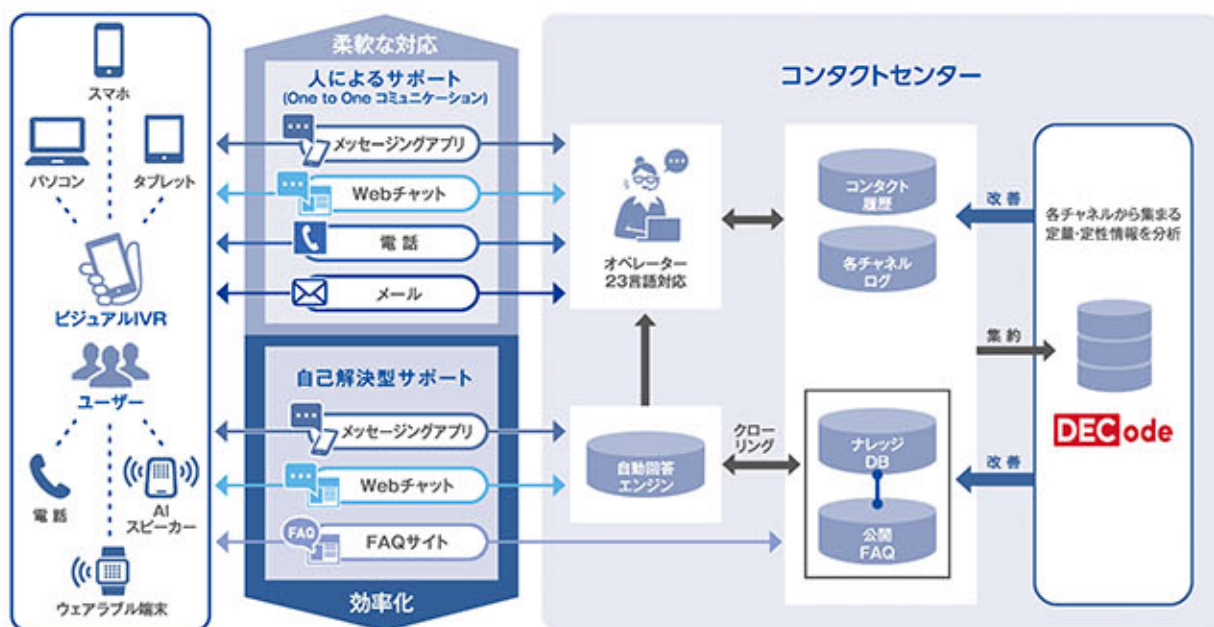 スマホ
パソコン
タブレット
ビジュアルIVR
ユーザー
電話
AI
スピーカー
ウェアラブル端末
柔軟な対応
人によるサポート
(One to One コミュニケーション)
メッセージングアプリ
Webチャット
電話
メール
自己解決型サポート
メッセージングアプリ
Webチャット
FAQ
FAQサイト
効率化
コンタクトセンター
オペレーター
23言語対応
自動回答
エンジン
クロー
リング
コンタクト
履歴
各チャネル
ログ
ナレッジ
DB
公開
FAQ
改善
集約
改善
各チャネルから集まる
定量・定性情報を分析
DECode